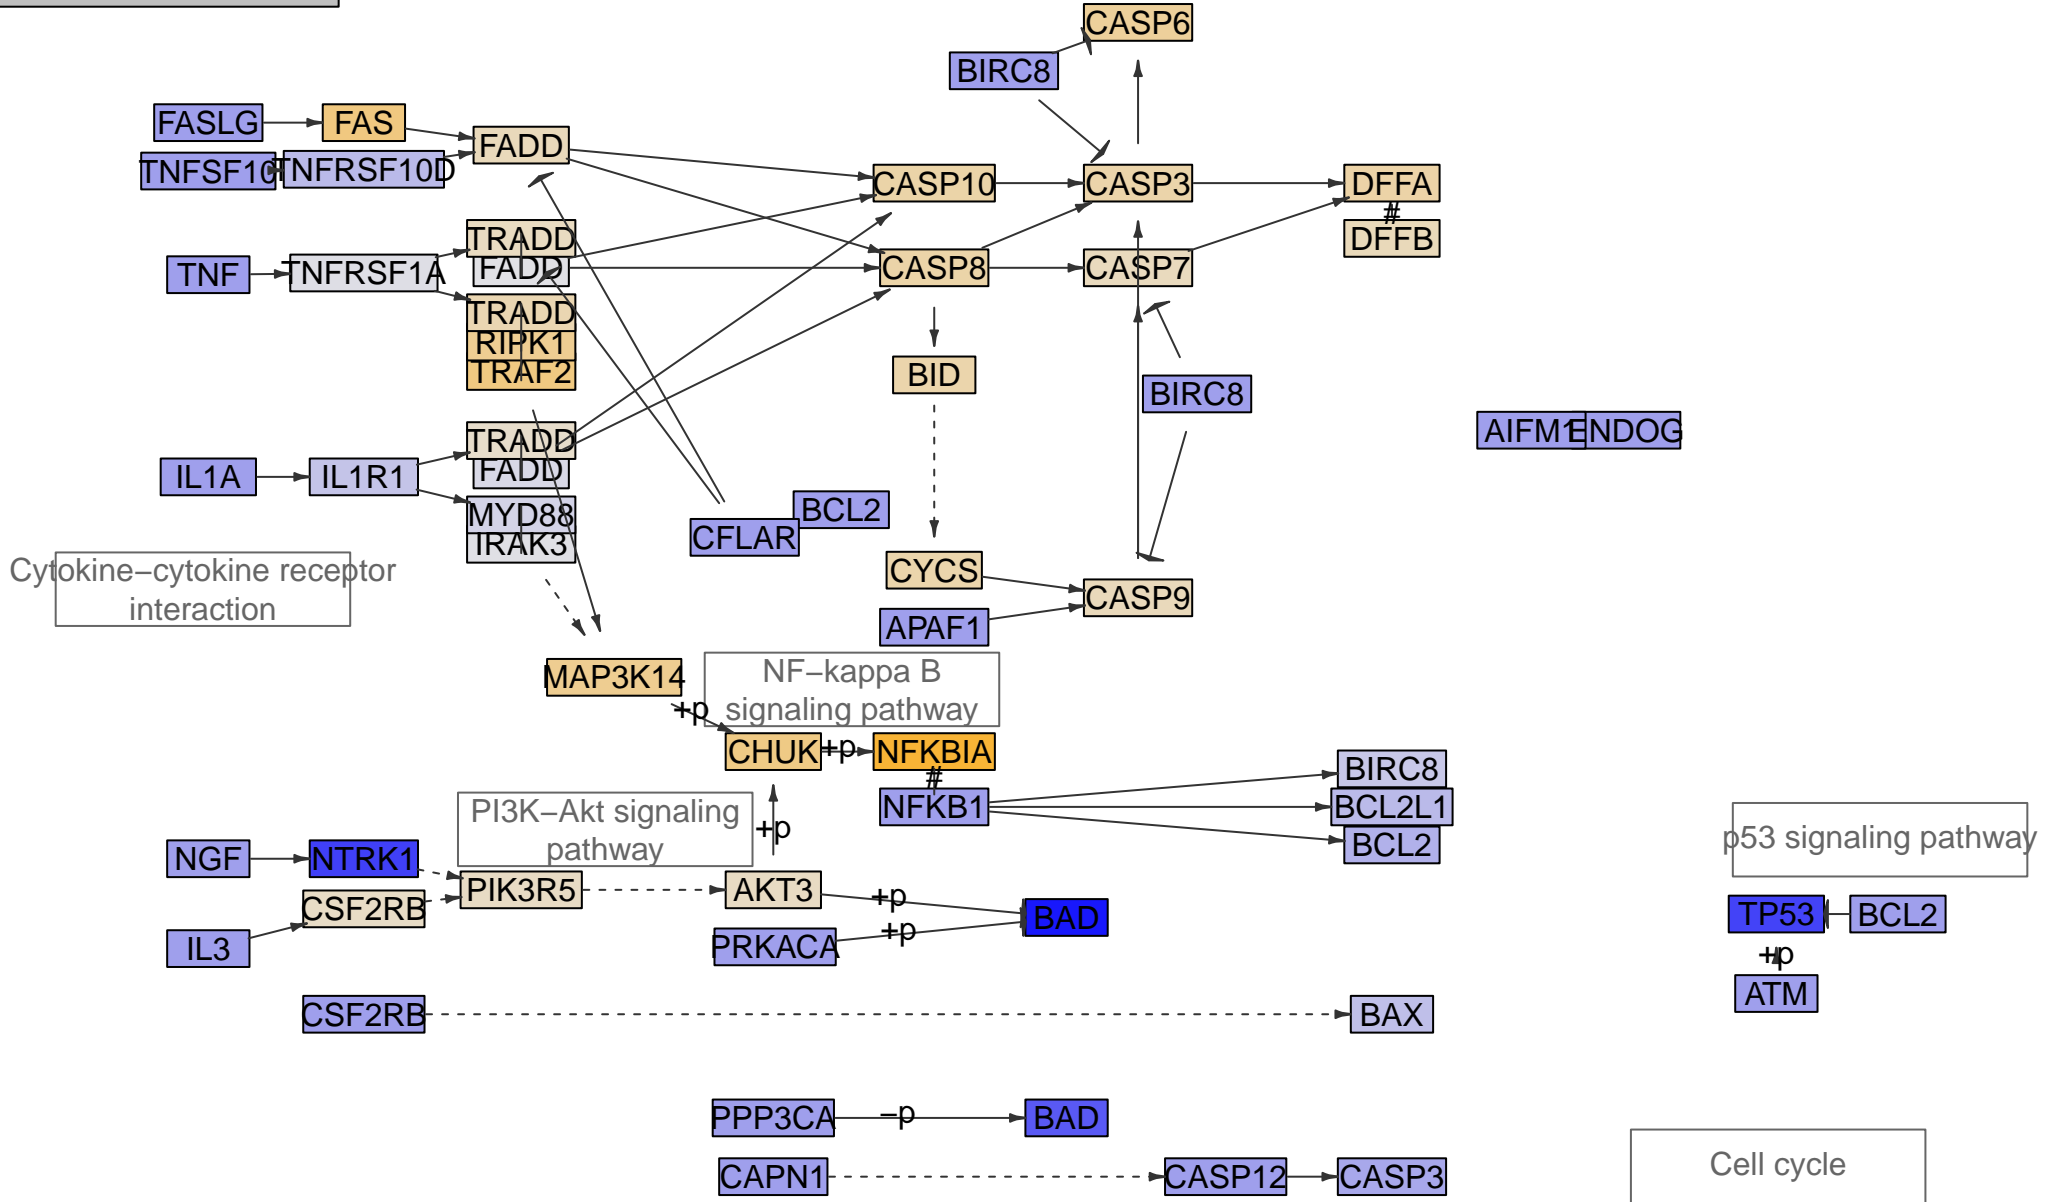 CASP6
BIRC8
FASLG
FAS
FADD
TNFSF10
TNFRSF10D
CASP10
CASP3
DFFA
#
DFFB
TRADD
FADD
TNF
TNFRSF1A
CASP8
CASP7
TRADD
RIPK1
TRAF2
BID
BIRC8
AIFM1
ENDOG
TRADD
FADD
IL1A
IL1R1
MYD88
IRAK3
BCL2
CFLAR
Cytokine−cytokine receptor
interaction
CYCS
CASP9
APAF1
MAP3K14
NF−kappa B
signaling pathway
+p
CHUK
+p
NFKBIA
#
NFKB1
BIRC8
BCL2L1
BCL2
PI3K−Akt signaling
pathway
+p
p53 signaling pathway
NGF
NTRK1
PIK3R5
AKT3
+p
CSF2RB
BAD
TP53
BCL2
IL3
PRKACA
+p
+p
ATM
CSF2RB
BAX
PPP3CA
−p
BAD
CAPN1
CASP12
CASP3
Cell cycle